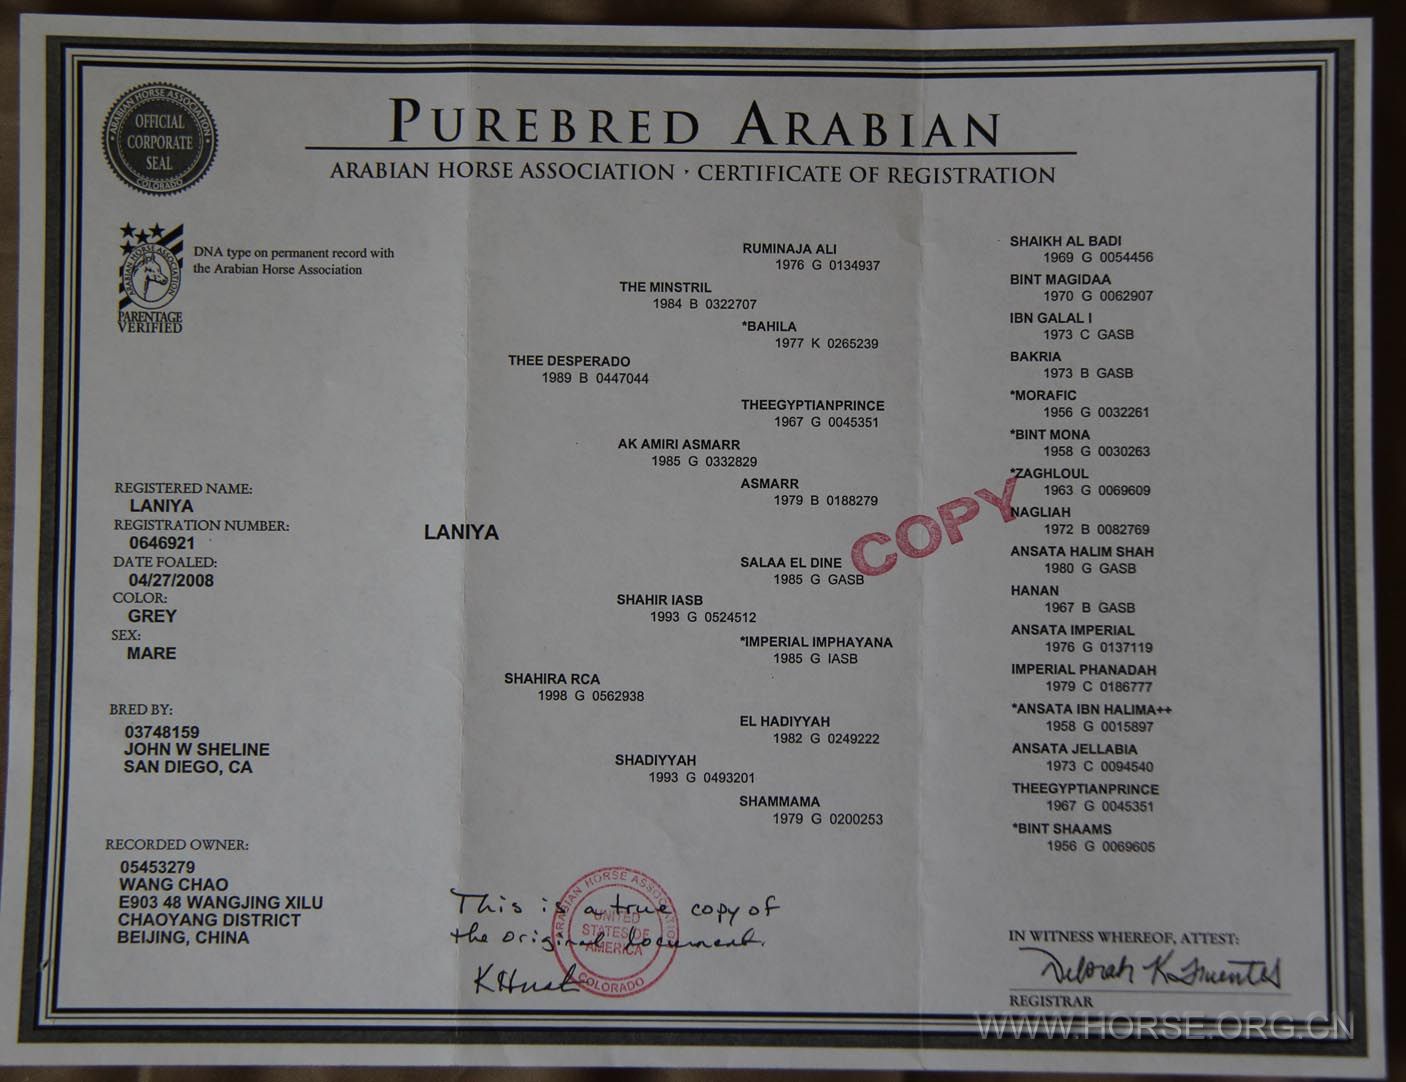 PUREBRED ARABIAN
ARABIAN HORSE ASSOCIATION · CERTIFICATE OF REGISTRATION
ARABIAN HORSE ASSOCIATION
OFFICIAL
CORPORATE
SEAL
COLORADO
ARABIAN HORSE ASSOCIATION
PARENTAGE
VERIFIED
DNA type on permanent record with
the Arabian Horse Association
REGISTERED NAME:
LANIYA
REGISTRATION NUMBER:
0646921
DATE FOALED:
04/27/2008
COLOR:
GREY
SEX:
MARE
BRED BY:
03748159
JOHN W SHELINE
SAN DIEGO, CA
RECORDED OWNER:
05453279
WANG CHAO
E903 48 WANGJING XILU
CHAOYANG DISTRICT
BEIJING, CHINA
LANIYA
THEE DESPERADO
1989 B 0447044
SHAHIRA RCA
1998 G 0562938
THE MINSTRIL
1984 B 0322707
AK AMIRI ASMARR
1985 G 0332829
SHAHIR IASB
1993 G 0524512
SHADIYYAH
1993 G 0493201
RUMINAJA ALI
1976 G 0134937
*BAHILA
1977 K 0265239
THEEGYPTIANPRINCE
1967 G 0045351
ASMARR
1979 B 0188279
SALAA EL DINE
1985 G GASB
*IMPERIAL IMPHAYANA
1985 G IASB
EL HADIYYAH
1982 G 0249222
SHAMMAMA
1979 G 0200253
SHAIKH AL BADI
1969 G 0054456
BINT MAGIDAA
1970 G 0062907
IBN GALAL I
1973 C GASB
BAKRIA
1973 B GASB
*MORAFIC
1956 G 0032261
*BINT MONA
1958 G 0030263
*ZAGHLOUL
1963 G 0069609
NAGLIAH
1972 B 0082769
ANSATA HALIM SHAH
1980 G GASB
HANAN
1967 B GASB
ANSATA IMPERIAL
1976 G 0137119
IMPERIAL PHANADAH
1979 C 0186777
*ANSATA IBN HALIMA++
1958 G 0015897
ANSATA JELLABIA
1973 C 0094540
THEEGYPTIANPRINCE
1967 G 0045351
*BINT SHAAMS
1956 G 0069605
COPY
This is a true copy of
the original document.
ARABIAN HORSE ASSOCIATION
UNITED
STATES OF
AMERICA
COLORADO
IN WITNESS WHEREOF, ATTEST:
Deborah K Fuentes
REGISTRAR
WWW.HORSE.ORG.CN